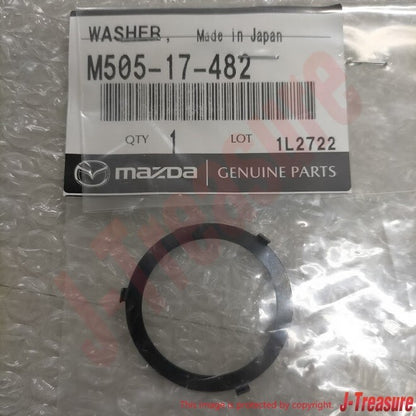 WASHER, Made in Japan
M505-17-482
QTY 1 LOT 1L2722
mazda GENUINE PARTS
J-Treasure
This image is protected by copyright.
J-Treasure